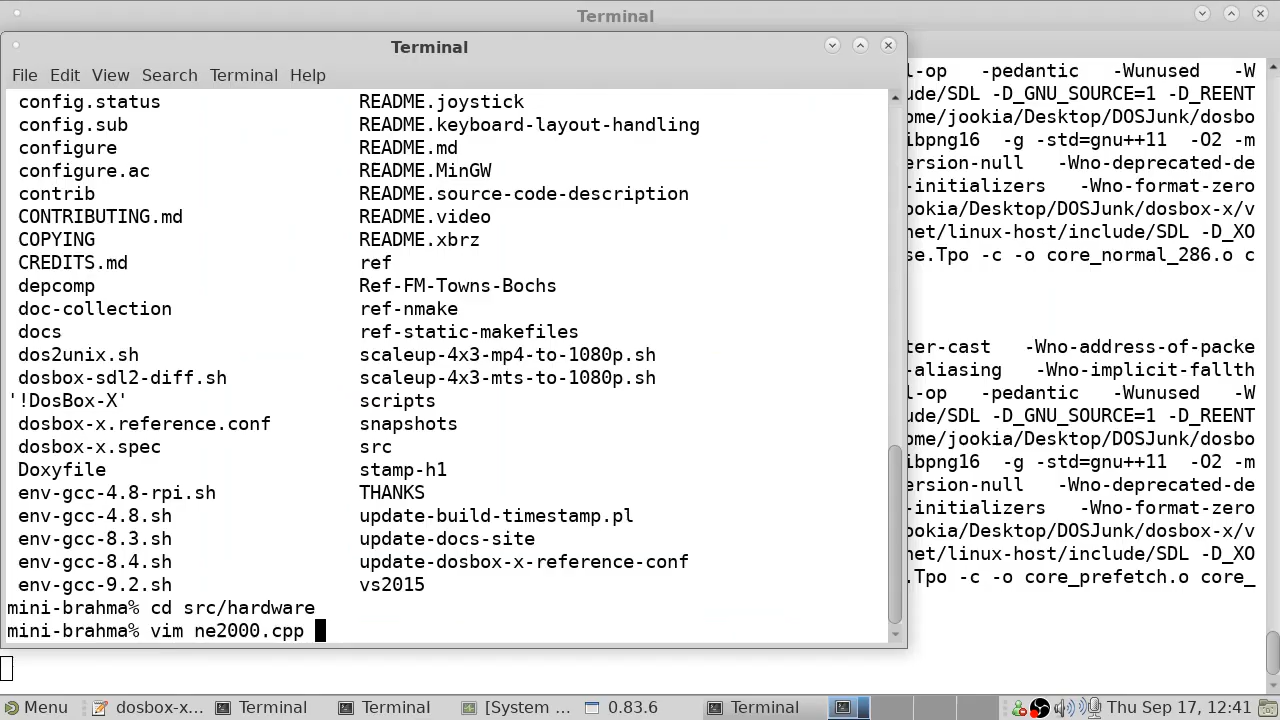 Terminal
Terminal
File Edit View Search Terminal Help
config.status README.joystick
config.sub README.keyboard-layout-handling
configure README.md
configure.ac README.MinGW
contrib README.source-code-description
CONTRIBUTING.md README.video
COPYING README.xbrz
CREDITS.md ref
depcomp Ref-FM-Towns-Bochs
doc-collection ref-nmake
docs ref-static-makefiles
dos2unix.sh scaleup-4x3-mp4-to-1080p.sh
dosbox-sdl2-diff.sh scaleup-4x3-mts-to-1080p.sh
'!DosBox-X' scripts
dosbox-x.reference.conf snapshots
dosbox-x.spec src
Doxyfile stamp-h1
env-gcc-4.8-rpi.sh THANKS
env-gcc-4.8.sh update-build-timestamp.pl
env-gcc-8.3.sh update-docs-site
env-gcc-8.4.sh update-dosbox-x-reference-conf
env-gcc-9.2.sh vs2015
mini-brahma% cd src/hardware
mini-brahma% vim ne2000.cpp
l-op -pedantic -Wunused -W
ude/SDL -D_GNU_SOURCE=1 -D_REENT
ome/jookia/Desktop/DOSJunk/dosbo
ibpng16 -g -std=gnu++11 -O2 -m
ersion-null -Wno-deprecated-de
-initializers -Wno-format-zero
ookia/Desktop/DOSJunk/dosbox-x/v
net/linux-host/include/SDL -D_XO
se.Tpo -c -o core_normal_286.o c
ter-cast -Wno-address-of-packe
-aliasing -Wno-implicit-fallth
l-op -pedantic -Wunused -W
ude/SDL -D_GNU_SOURCE=1 -D_REENT
ome/jookia/Desktop/DOSJunk/dosbo
ibpng16 -g -std=gnu++11 -O2 -m
ersion-null -Wno-deprecated-de
-initializers -Wno-format-zero
ookia/Desktop/DOSJunk/dosbox-x/v
net/linux-host/include/SDL -D_XO
.Tpo -c -o core_prefetch.o core_
Menu dosbox-x... Terminal Terminal [System ... 0.83.6 Terminal Thu Sep 17, 12:41